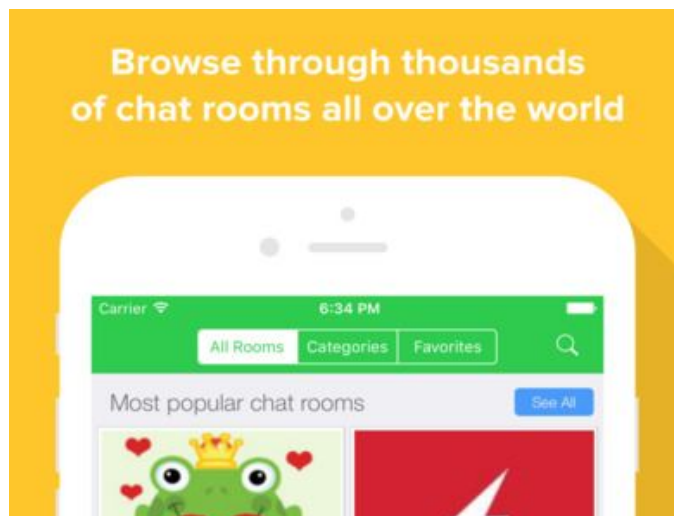 Browse through thousands
of chat rooms all over the world
Carrier 6:34 PM
All Rooms Categories Favorites
Most popular chat rooms See All